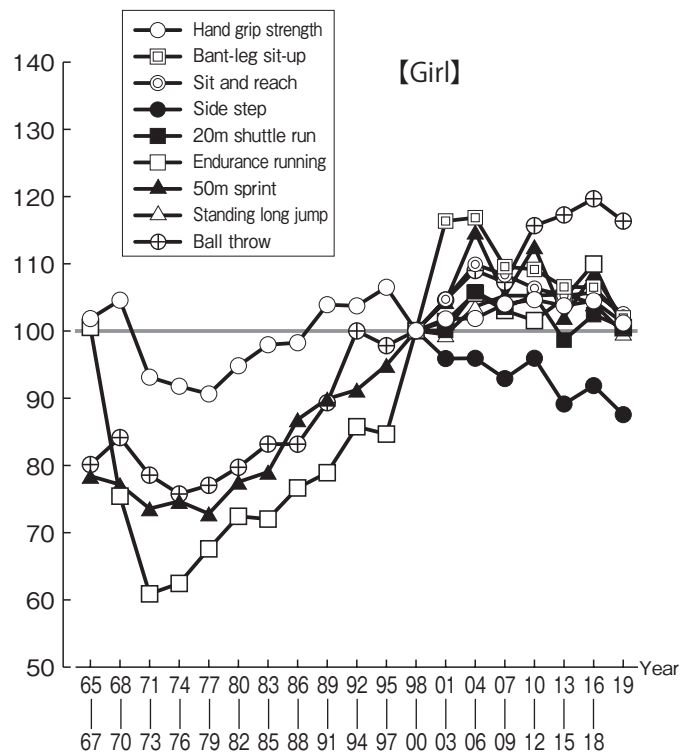 Hand grip strength
Bant-leg sit-up
Sit and reach
Side step
20m shuttle run
Endurance running
50m sprint
Standing long jump
Ball throw
【Girl】
140
130
120
110
100
90
80
70
60
50
65 68 71 74 77 80 83 86 89 92 95 98 01 04 07 10 13 16 19 Year
67 70 73 76 79 82 85 88 91 94 97 00 03 06 09 12 15 18